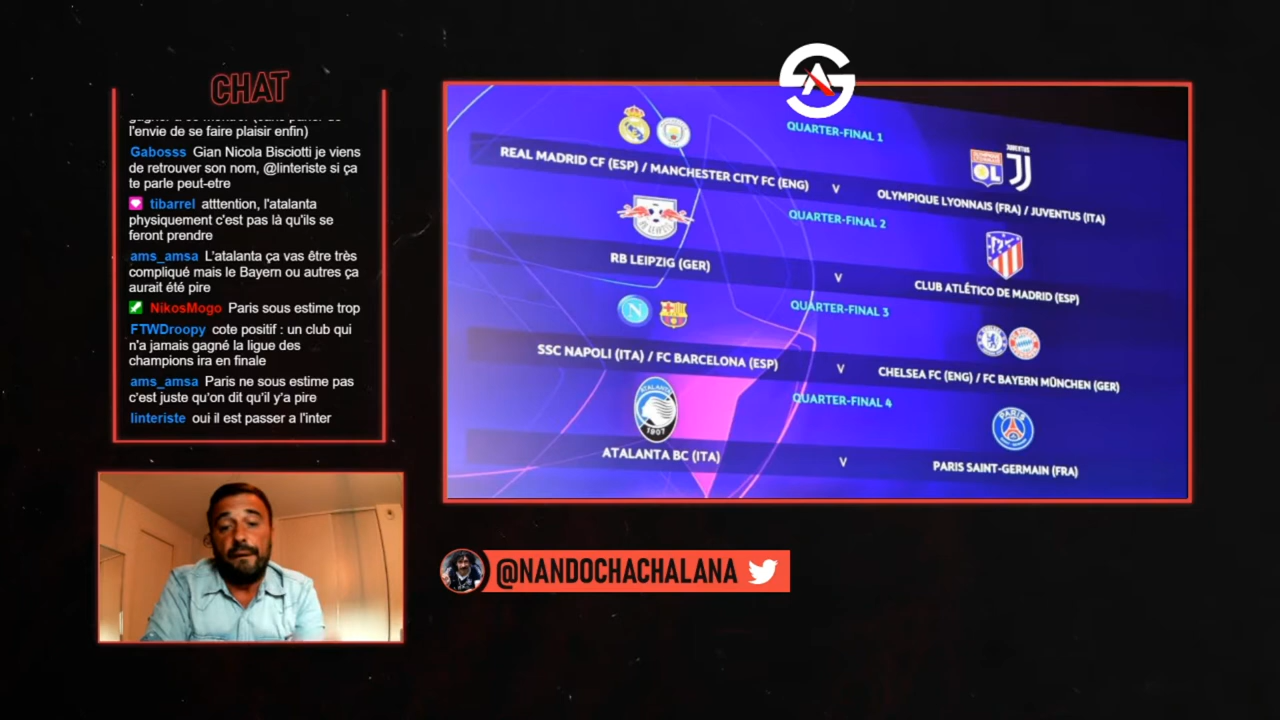 CHAT
l'envie de se faire plaisir enfin)
Gabosss Gian Nicola Bisciotti je viens
de retrouver son nom, @linteriste si ça
te parle peut-etre
tibarrel atttention, l'atalanta
physiquement c'est pas là qu'ils se
feront prendre
ams_amsa L'atalanta ça vas être très
compliqué mais le Bayern ou autres ça
aurait été pire
NikosMogo Paris sous estime trop
FTWDroopy cote positif : un club qui
n'a jamais gagné la ligue des
champions ira en finale
ams_amsa Paris ne sous estime pas
c'est juste qu'on dit qu'il y'a pire
linteriste oui il est passer a l'inter
QUARTER-FINAL 1
JUVENTUS
OL
REAL MADRID CF (ESP) / MANCHESTER CITY FC (ENG)
V
OLYMPIQUE LYONNAIS (FRA) / JUVENTUS (ITA)
QUARTER-FINAL 2
RB LEIPZIG (GER)
V
CLUB ATLÉTICO DE MADRID (ESP)
QUARTER-FINAL 3
N
SSC NAPOLI (ITA) / FC BARCELONA (ESP)
V
CHELSEA FC (ENG) / FC BAYERN MÜNCHEN (GER)
QUARTER-FINAL 4
ATALANTA
1907
PARIS
ATALANTA BC (ITA)
V
PARIS SAINT-GERMAIN (FRA)
@NANDOCHACHALANA